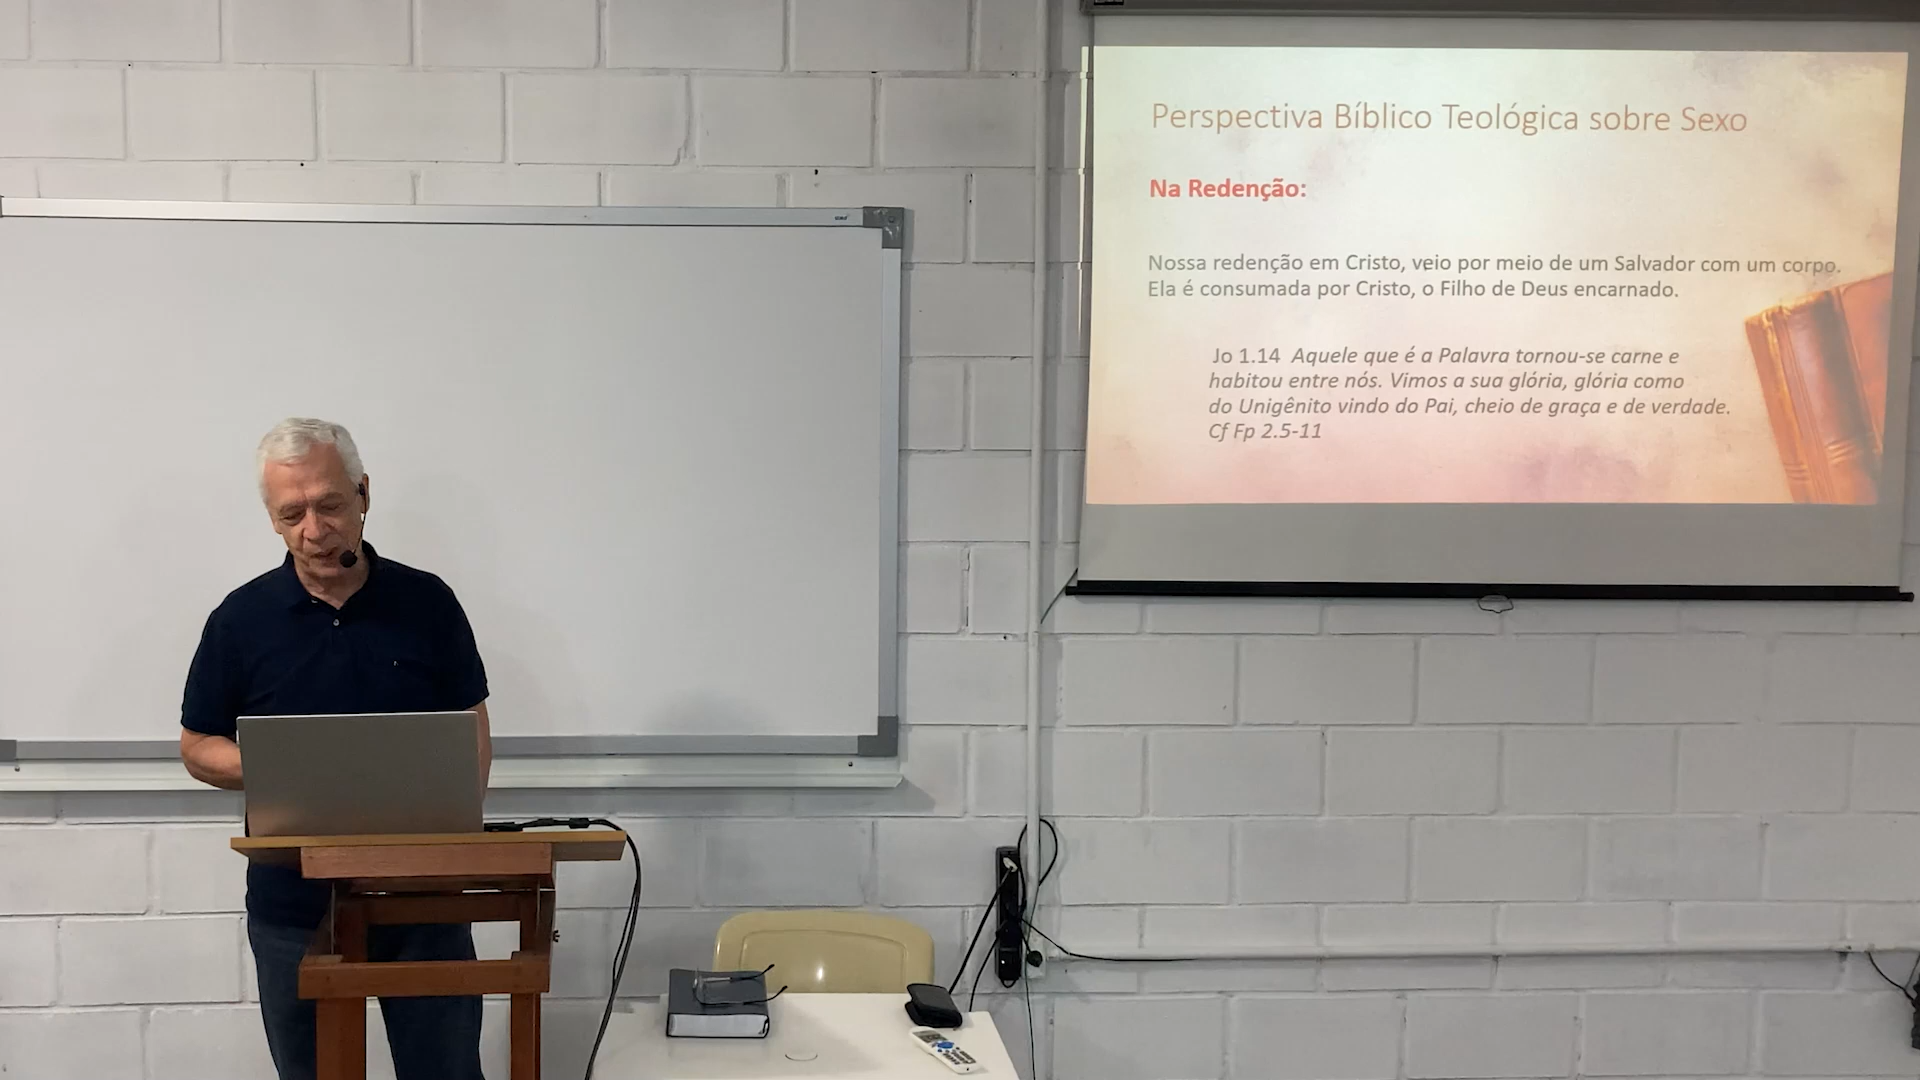 Perspectiva Bíblico Teológica sobre Sexo
Na Redenção:
Nossa redenção em Cristo, veio por meio de um Salvador com um corpo.
Ela é consumada por Cristo, o Filho de Deus encarnado.
Jo 1.14 Aquele que é a Palavra tornou-se carne e
habitou entre nós. Vimos a sua glória, glória como
do Unigênito vindo do Pai, cheio de graça e de verdade.
Cf Fp 2.5-11